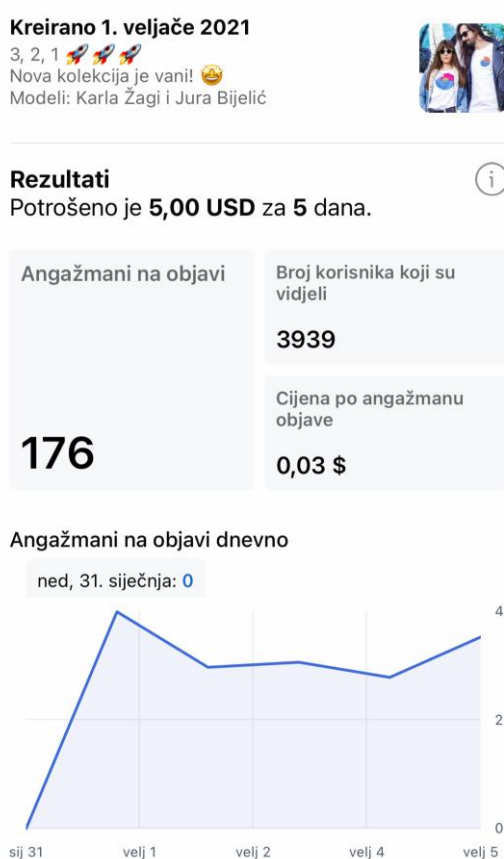 Kreirano 1. veljače 2021
3, 2, 1 🚀 🚀 🚀
Nova kolekcija je vani! 🤩
Modeli: Karla Žagi i Jura Bijelić
Rezultati
Potrošeno je 5,00 USD za 5 dana.
Angažmani na objavi
176
Broj korisnika koji su
vidjeli
3939
Cijena po angažmanu
objave
0,03 $
Angažmani na objavi dnevno
ned, 31. siječnja: 0
4
2
0
sij 31 velj 1 velj 2 velj 4 velj 5